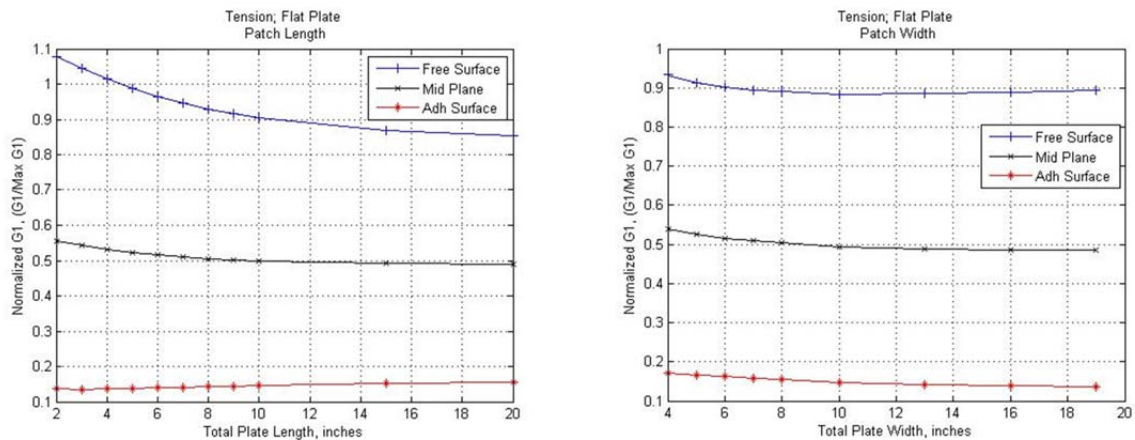 Tension; Flat Plate
Patch Length
1.1
1
0.9
0.8
0.7
0.6
0.5
0.4
0.3
0.2
0.1
Normalized G1, (G1/Max G1)
Free Surface
Mid Plane
Adh Surface
2 4 6 8 10 12 14 16 18 20
Total Plate Length, inches
Tension; Flat Plate
Patch Width
1
0.9
0.8
0.7
0.6
0.5
0.4
0.3
0.2
0.1
Normalized G1, (G1/Max G1)
Free Surface
Mid Plane
Adh Surface
4 6 8 10 12 14 16 18 20
Total Plate Width, inches